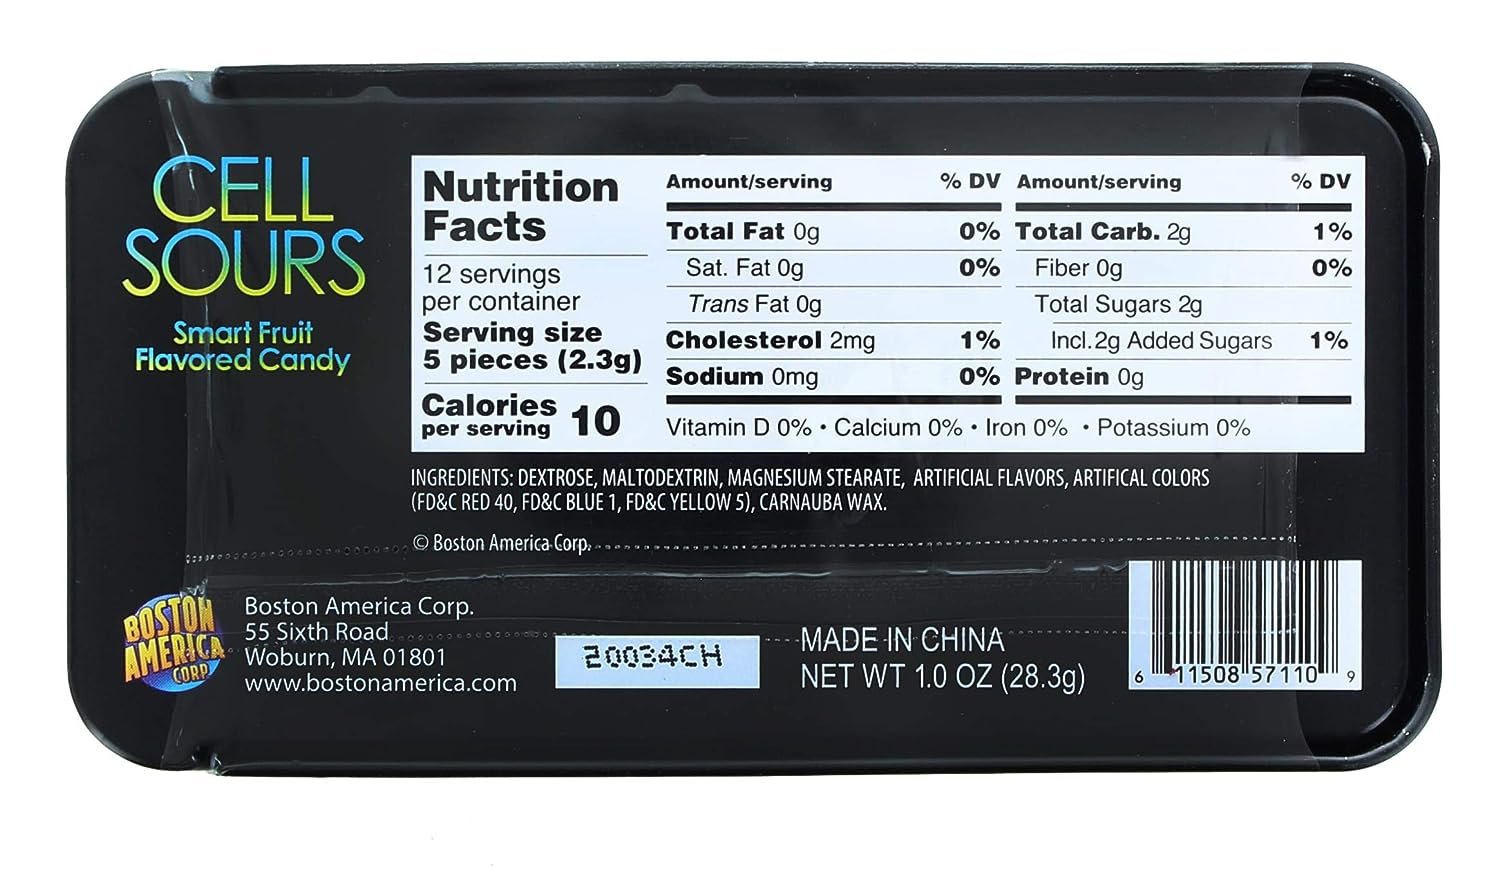 CELL
SOURS
Smart Fruit
Flavored Candy
Nutrition
Facts
12 servings
per container
Serving size
5 pieces (2.3g)
Calories
per serving 10
Amount/serving % DV
Total Fat 0g 0%
Sat. Fat 0g 0%
Trans Fat 0g
Cholesterol 2mg 1%
Sodium 0mg 0%
Amount/serving % DV
Total Carb. 2g 1%
Fiber 0g 0%
Total Sugars 2g
Incl.2g Added Sugars 1%
Protein 0g
Vitamin D 0% • Calcium 0% • Iron 0% • Potassium 0%
INGREDIENTS: DEXTROSE, MALTODEXTRIN, MAGNESIUM STEARATE, ARTIFICIAL FLAVORS, ARTIFICAL COLORS
(FD&C RED 40, FD&C BLUE 1, FD&C YELLOW 5), CARNAUBA WAX.
© Boston America Corp.
BOSTON
AMERICA
CORP.
Boston America Corp.
55 Sixth Road
Woburn, MA 01801
www.bostonamerica.com
20034CH
MADE IN CHINA
NET WT 1.0 OZ (28.3g)
6 11508 57110 9